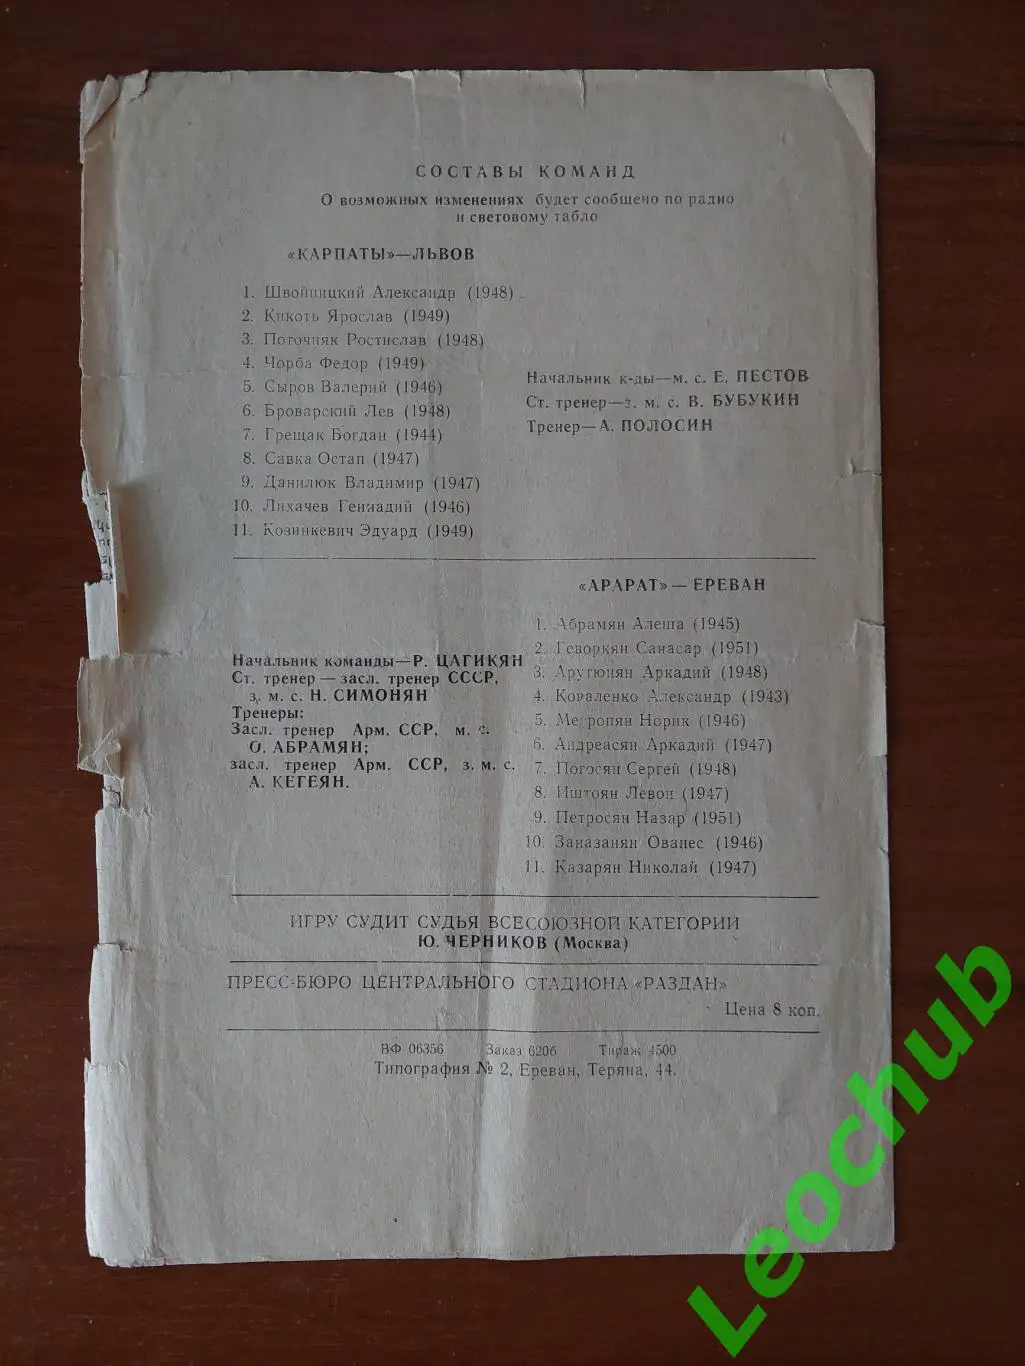 СОСТАВЫ КОМАНД
О возможных изменениях будет сообщено по радио
и световому табло
«КАРПАТЫ»—ЛЬВОВ
1. Швойницкий Александр (1948)
2. Кикоть Ярослав (1949)
3. Поточняк Ростислав (1948)
4. Чорба Федор (1949)
5. Сыров Валерий (1946)
6. Броварский Лев (1948)
7. Грещак Богдан (1944)
8. Савка Остап (1947)
9. Данилюк Владимир (1947)
10. Лихачев Геннадий (1946)
11. Козинкевич Эдуард (1949)
Начальник к-ды—м. с. Е. ПЕСТОВ
Ст. тренер—з. м. с. В. БУБУКИН
Тренер—А. ПОЛОСИН
«АРАРАТ» — ЕРЕВАН
Начальник команды—Р. ЦАГИКЯН
Ст. тренер — засл. тренер СССР,
з. м. с. Н. СИМОНЯН
Тренеры:
Засл. тренер Арм. ССР, м. с.
О. АБРАМЯН;
засл. тренер Арм. ССР, з. м. с.
А. КЕГЕЯН.
1. Абрамян Алеша (1945)
2. Геворкян Санасар (1951)
3. Арутюнян Аркадий (1948)
4. Коваленко Александр (1943)
5. Месропян Норик (1946)
6. Андреасян Аркадий (1947)
7. Погосян Сергей (1948)
8. Иштоян Левон (1947)
9. Петросян Назар (1951)
10. Заназанян Ованес (1946)
11. Казарян Николай (1947)
ИГРУ СУДИТ СУДЬЯ ВСЕСОЮЗНОЙ КАТЕГОРИИ
Ю. ЧЕРНИКОВ (Москва)
ПРЕСС-БЮРО ЦЕНТРАЛЬНОГО СТАДИОНА «РАЗДАН»
Цена 8 коп.
ВФ 06356 Заказ 6206 Тираж 4500
Типография № 2, Ереван, Теряна, 44.
Leochub